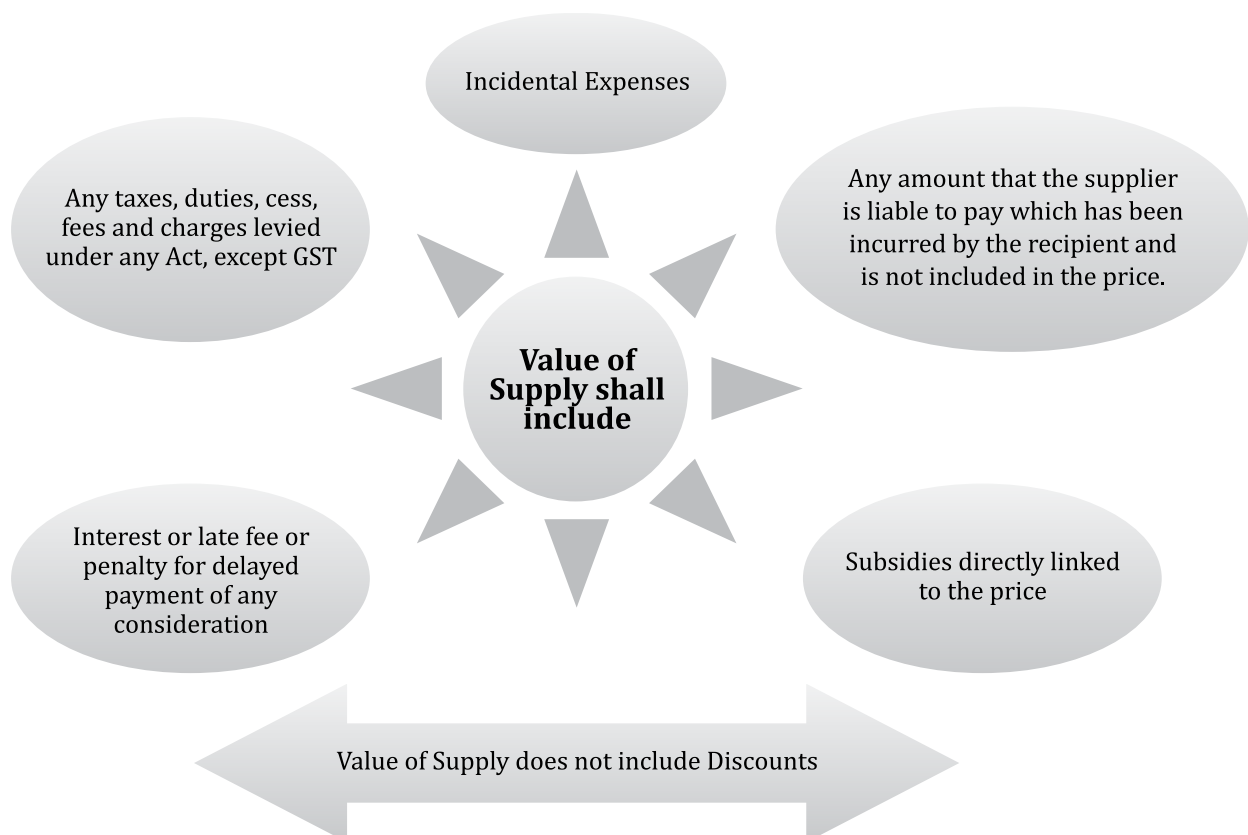 Incidental Expenses
Any taxes, duties, cess,
fees and charges levied
under any Act, except GST
Any amount that the supplier
is liable to pay which has been
incurred by the recipient and
is not included in the price.
Value of
Supply shall
include
Interest or late fee or
penalty for delayed
payment of any
consideration
Subsidies directly linked
to the price
Value of Supply does not include Discounts